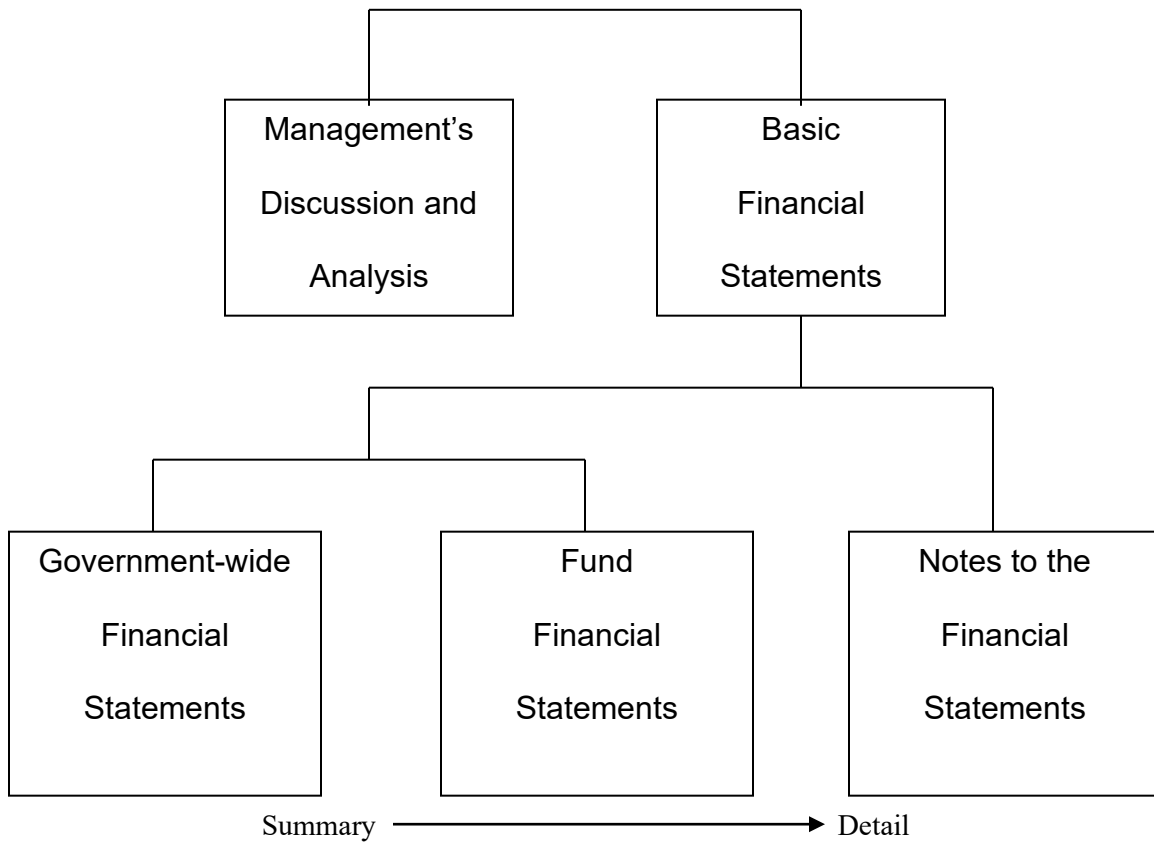 Management’s
Discussion and
Analysis
Basic
Financial
Statements
Government-wide
Financial
Statements
Fund
Financial
Statements
Notes to the
Financial
Statements
Summary
Detail